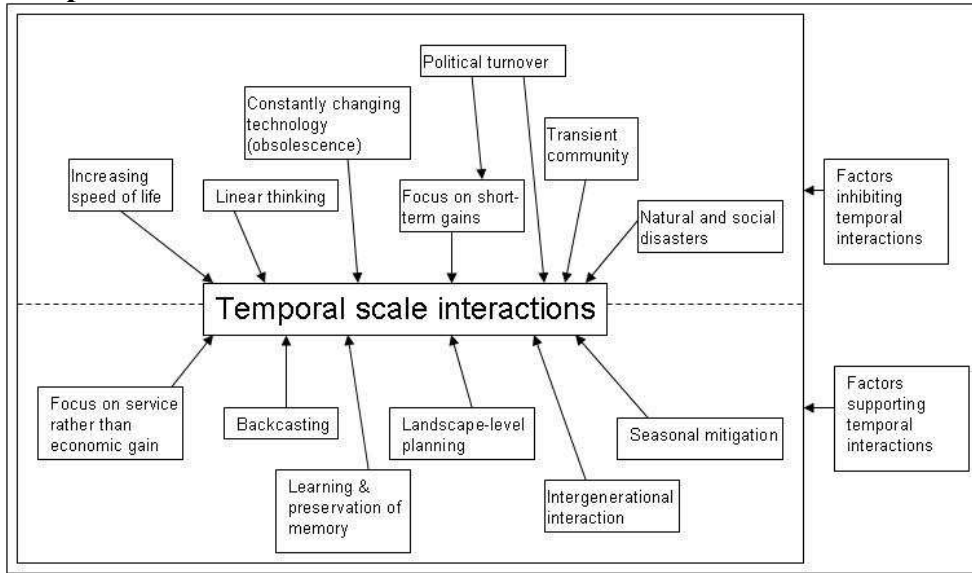 Political turnover
Constantly changing
technology
(obsolescence)
Transient
community
Increasing
speed of life
Linear thinking
Focus on short-
term gains
Natural and social
disasters
Factors
inhibiting
temporal
interactions
Temporal scale interactions
Focus on service
rather than
economic gain
Backcasting
Landscape-level
planning
Seasonal mitigation
Factors
supporting
temporal
interactions
Learning &
preservation of
memory
Intergenerational
interaction